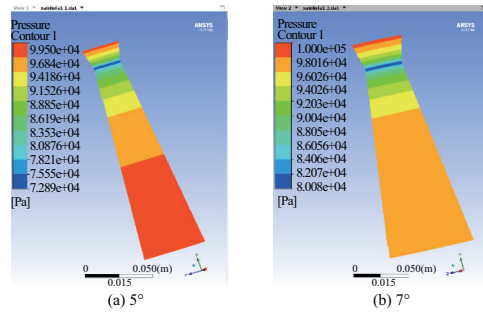 Pressure
Contour 1
9.950e+04
9.684e+04
9.4186e+04
9.1526e+04
8.885e+04
8.619e+04
8.353e+04
8.0876e+04
7.821e+04
7.555e+04
7.289e+04
[Pa]
ANSYS
0 0.050(m)
0.015
(a) 5°
View 2
Pressure
Contour 1
1.000e+05
9.8016e+04
9.6026e+04
9.4026e+04
9.203e+04
9.004e+04
8.805e+04
8.6056e+04
8.406e+04
8.207e+04
8.008e+04
[Pa]
ANSYS
0 0.050(m)
0.015
(b) 7°